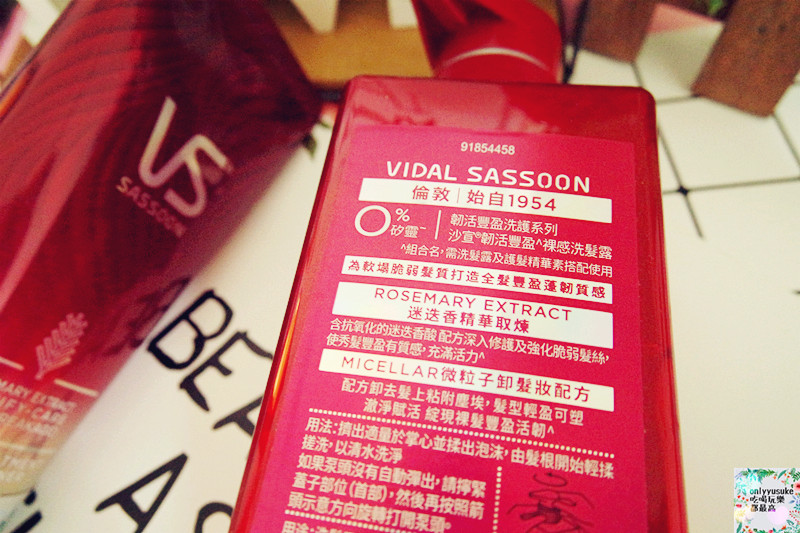 91854458
VIDAL SASSOON
倫敦 | 始自1954
0% 矽靈~
韌活豐盈洗護系列
沙宣®韌活豐盈^裸感洗髮露
^組合名,需洗髮露及護髮精華素搭配使用
為軟塌脆弱髮質打造全髮豐盈蓬韌質感
ROSEMARY EXTRACT
迷迭香精華取煉
含抗氧化的迷迭香酸 配方深入修護及強化脆弱髮絲,
使秀髮豐盈有質感,充滿活力^
MICELLAR微粒子卸髮妝配方
配方卸去髮上粘附塵埃,髮型輕盈可塑
澈淨賦活 綻現裸髮豐盈活韌^
用法:擠出適量於掌心並揉出泡沫,由髮根開始輕揉
搓洗,以清水洗淨
如果泵頭沒有自動彈出,請擰緊
蓋子部位(首部),然後再按照箭
頭示意方向旋轉打開泵頭。
VS
SASSOON
MARY EXTRACT
BEA
A
onlyyusuke
吃喝玩樂
都最高